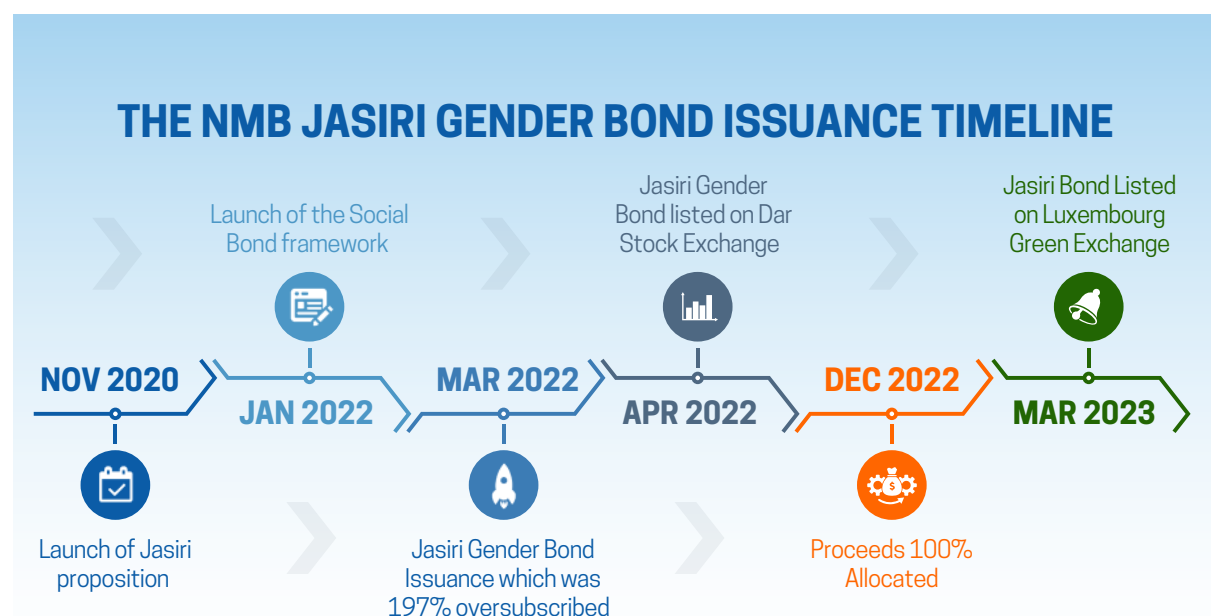 THE NMB JASIRI GENDER BOND ISSUANCE TIMELINE
NOV 2020
Launch of Jasiri
proposition
Launch of the Social
Bond framework
JAN 2022
MAR 2022
Jasiri Gender Bond
Issuance which was
197% oversubscribed
Jasiri Gender
Bond listed on Dar
Stock Exchange
APR 2022
DEC 2022
$
Proceeds 100%
Allocated
Jasiri Bond Listed
on Luxembourg
Green Exchange
MAR 2023